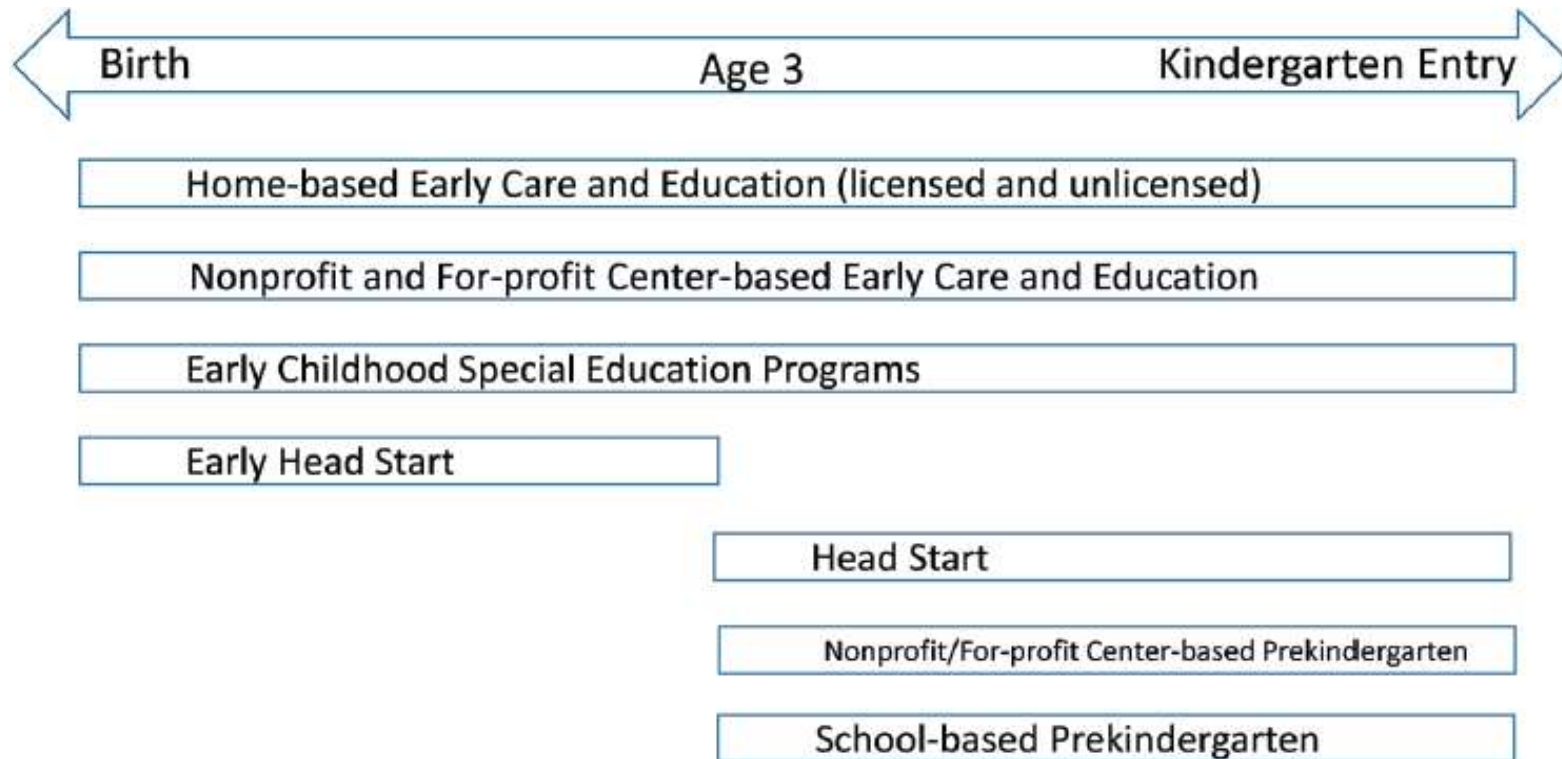 Birth Age 3 Kindergarten Entry
Home-based Early Care and Education (licensed and unlicensed)
Nonprofit and For-profit Center-based Early Care and Education
Early Childhood Special Education Programs
Early Head Start
Head Start
Nonprofit/For-profit Center-based Prekindergarten
School-based Prekindergarten